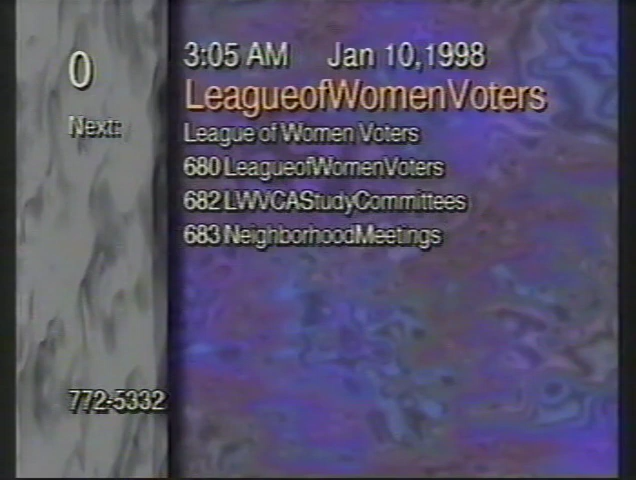 0
Next:
772-5332
3:05 AM Jan 10,1998
LeagueofWomenVoters
League of Women Voters
680 LeagueofWomenVoters
682 LWVCAStudyCommittees
683 NeighborhoodMeetings